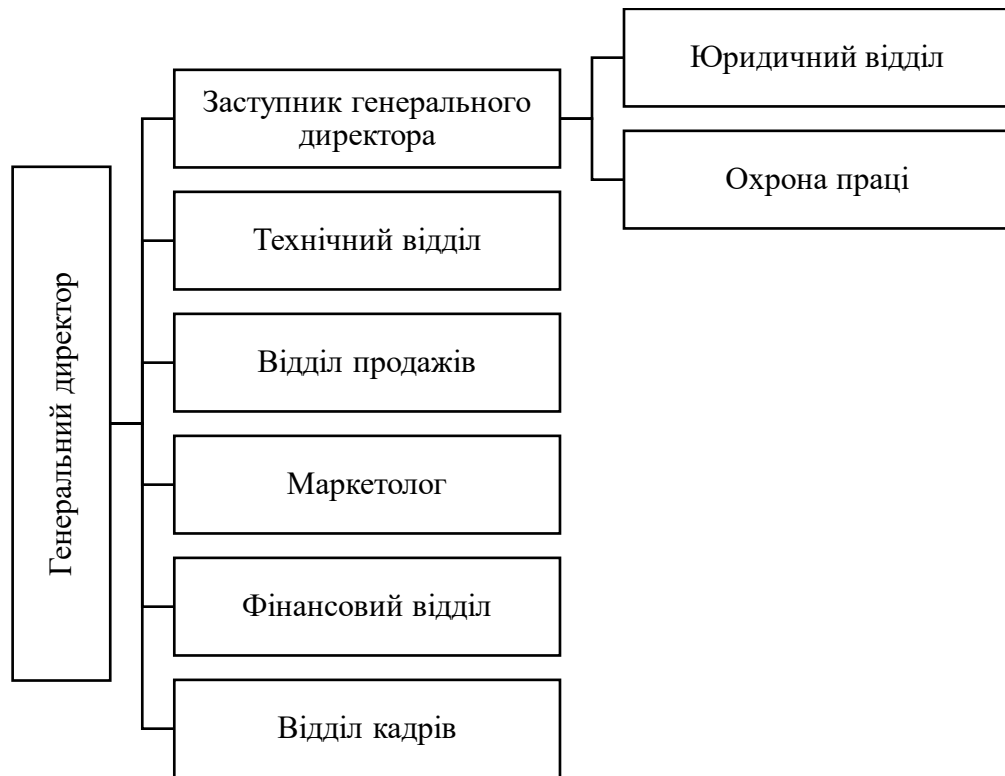 Генеральний директор
Заступник генерального
директора
Юридичний відділ
Охрона праці
Технічний відділ
Відділ продажів
Маркетолог
Фінансовий відділ
Відділ кадрів